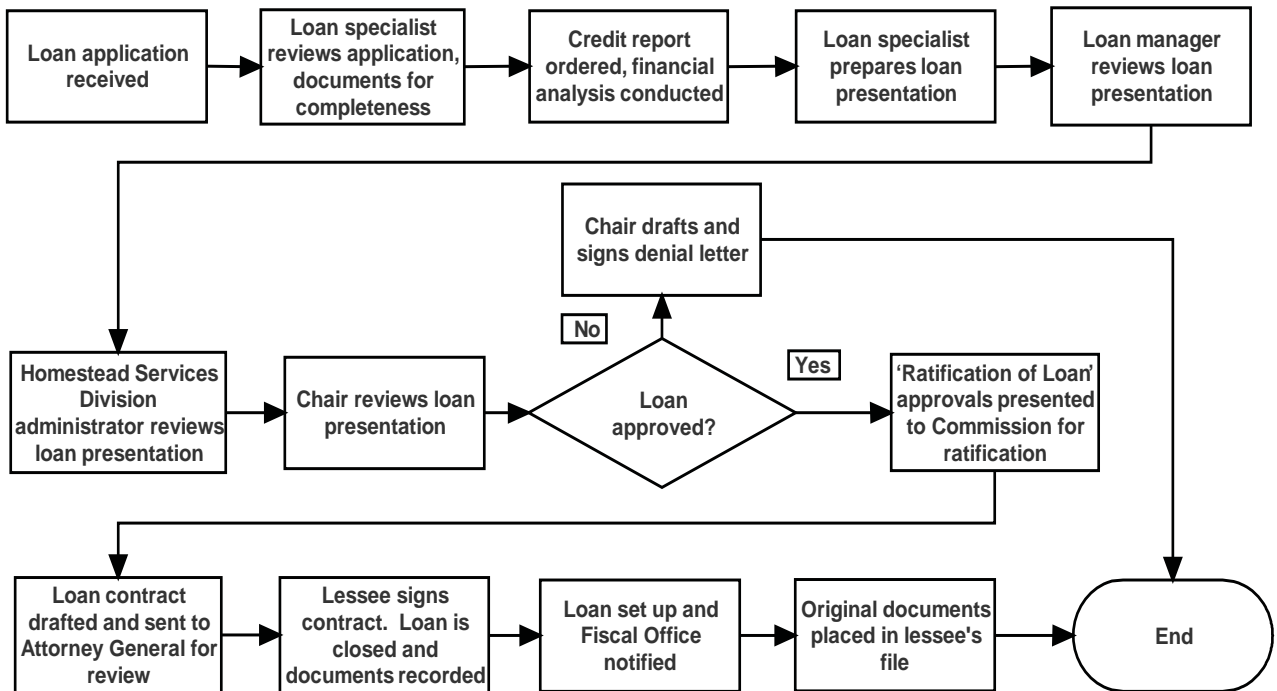 Loan application
received
Loan specialist
reviews application,
documents for
completeness
Credit report
ordered, financial
analysis conducted
Loan specialist
prepares loan
presentation
Loan manager
reviews loan
presentation
Chair drafts and
signs denial letter
No
Yes
Homestead Services
Division
administrator reviews
loan presentation
Chair reviews loan
presentation
Loan
approved?
‘Ratification of Loan’
approvals presented
to Commission for
ratification
Loan contract
drafted and sent to
Attorney General for
review
Lessee signs
contract.  Loan is
closed and
documents recorded
Loan set up and
Fiscal Office
notified
Original documents
placed in lessee's
file
End